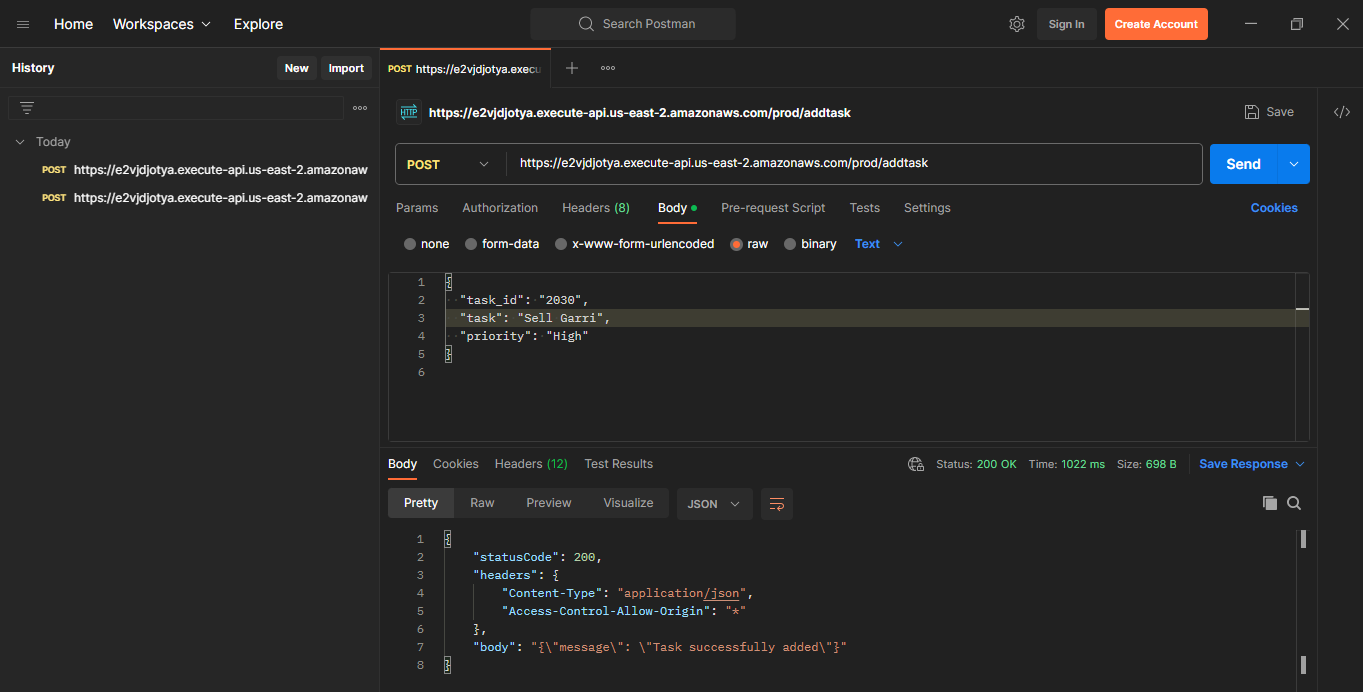 Home Workspaces Explore Search Postman Sign In Create Account
History New Import
POST https://e2vjdjotya.execu
Today
POST https://e2vjdjotya.execute-api.us-east-2.amazonaw
POST https://e2vjdjotya.execute-api.us-east-2.amazonaw
HTTP https://e2vjdjotya.execute-api.us-east-2.amazonaws.com/prod/addtask Save </>
POST https://e2vjdjotya.execute-api.us-east-2.amazonaws.com/prod/addtask Send
Params Authorization Headers (8) Body Pre-request Script Tests Settings Cookies
none form-data x-www-form-urlencoded raw binary Text
1 {
2 "task_id": "2030",
3 "task": "Sell Garri",
4 "priority": "High"
5 }
6
Body Cookies Headers (12) Test Results Status: 200 OK Time: 1022 ms Size: 698 B Save Response
Pretty Raw Preview Visualize JSON
1 {
2 "statusCode": 200,
3 "headers": {
4 "Content-Type": "application/json",
5 "Access-Control-Allow-Origin": "*"
6 },
7 "body": "{\"message\": \"Task successfully added\"}"
8 }